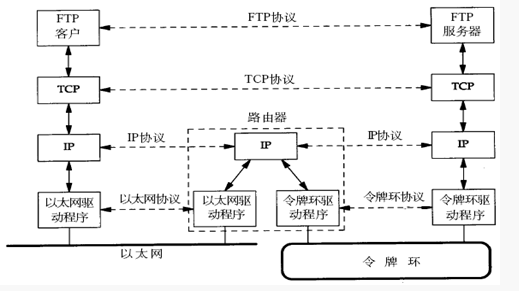 FTP
客户
FTP协议
FTP
服务器
TCP
TCP协议
TCP
路由器
IP
IP协议
IP
IP协议
IP
以太网驱
动程序
以太网协议
以太网驱
动程序
令牌环驱
动程序
令牌环协议
令牌环驱
动程序
以太网
令牌环